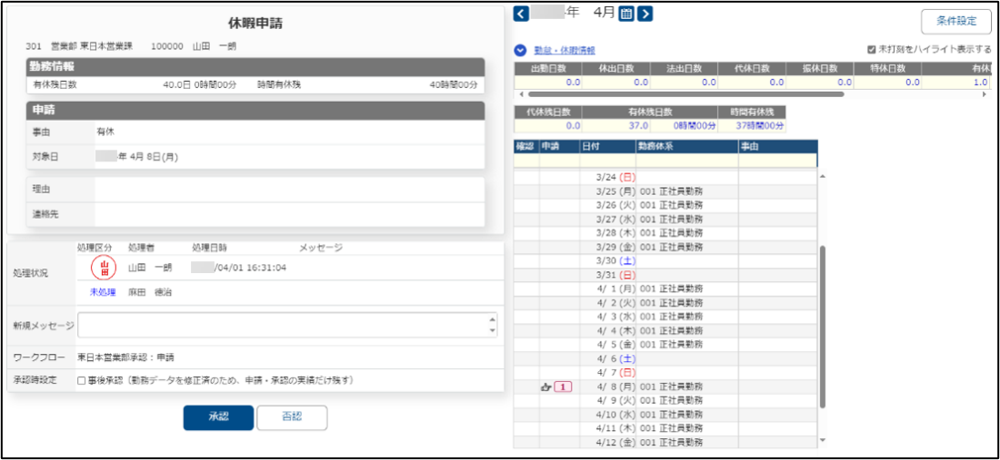 休暇申請
301 営業部 東日本営業課 100000 山田 一朗
勤務情報
有休残日数 40.0日 0時間00分 時間有休残 40時間00分
申請
事由 有休
対象日 年 4月 8日(月)
理由
連絡先
処理区分 処理者 処理日時 メッセージ
処理状況
山田 山田 一朗 /04/01 16:31:04
未処理 麻田 徳治
新規メッセージ
ワークフロー 東日本営業部承認：申請
承認時設定 事後承認（勤務データを修正済のため、申請・承認の実績だけ残す）
承認 否認
年 4月
条件設定
勤怠・休暇情報 未打刻をハイライト表示する
出勤日数 休出日数 法出日数 代休日数 振休日数 特休日数 有休
0.0 0.0 0.0 0.0 0.0 0.0 1.0
代休残日数 有休残日数 時間有休残
0.0 37.0 0時間00分 37時間00分
確認 申請 日付 勤務体系 事由
3/24 (日)
3/25 (月) 001 正社員勤務
3/26 (火) 001 正社員勤務
3/27 (水) 001 正社員勤務
3/28 (木) 001 正社員勤務
3/29 (金) 001 正社員勤務
3/30 (土)
3/31 (日)
4/ 1 (月) 001 正社員勤務
4/ 2 (火) 001 正社員勤務
4/ 3 (水) 001 正社員勤務
4/ 4 (木) 001 正社員勤務
4/ 5 (金) 001 正社員勤務
4/ 6 (土)
4/ 7 (日)
1 4/ 8 (月) 001 正社員勤務
4/ 9 (火) 001 正社員勤務
4/10 (水) 001 正社員勤務
4/11 (木) 001 正社員勤務
4/12 (金) 001 正社員勤務